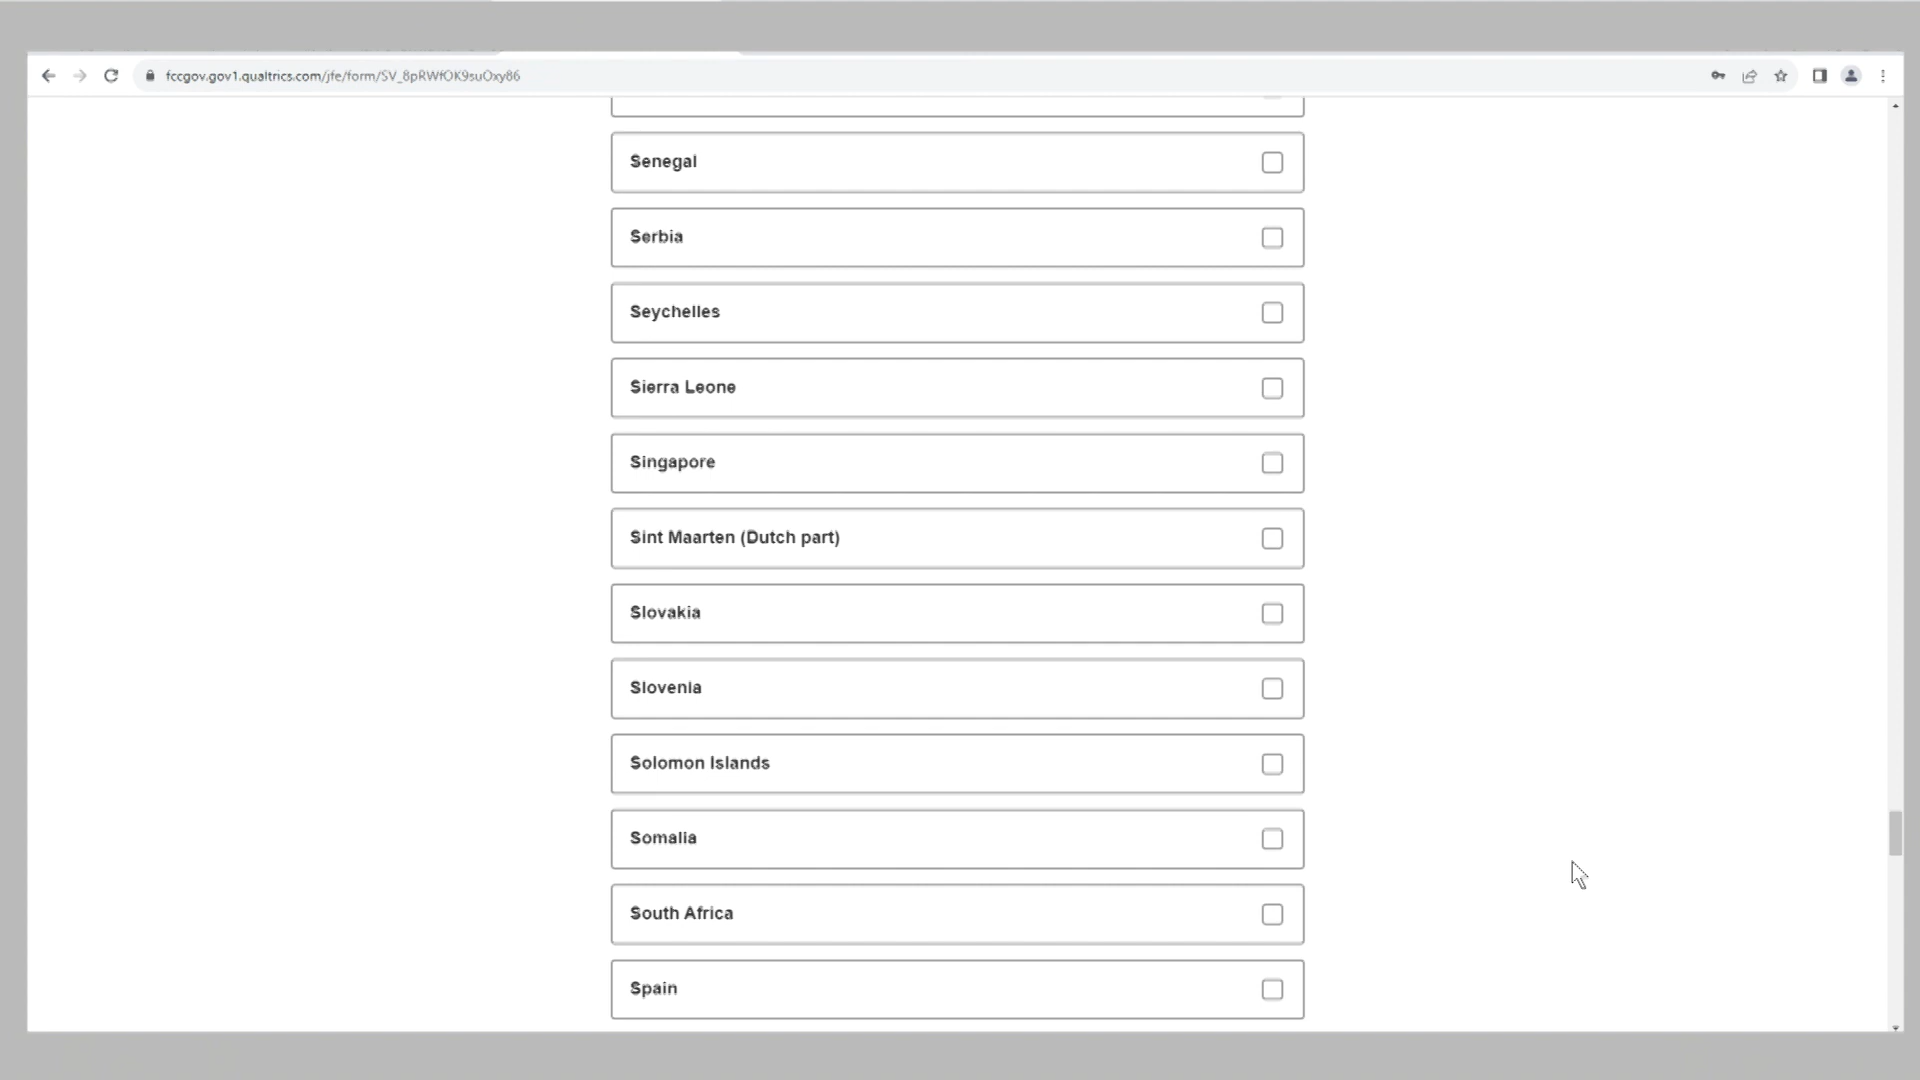 fccgov.gov1.qualtrics.com/jfe/form/SV_8pRWfOK9suOxy86
Senegal
Serbia
Seychelles
Sierra Leone
Singapore
Sint Maarten (Dutch part)
Slovakia
Slovenia
Solomon Islands
Somalia
South Africa
Spain